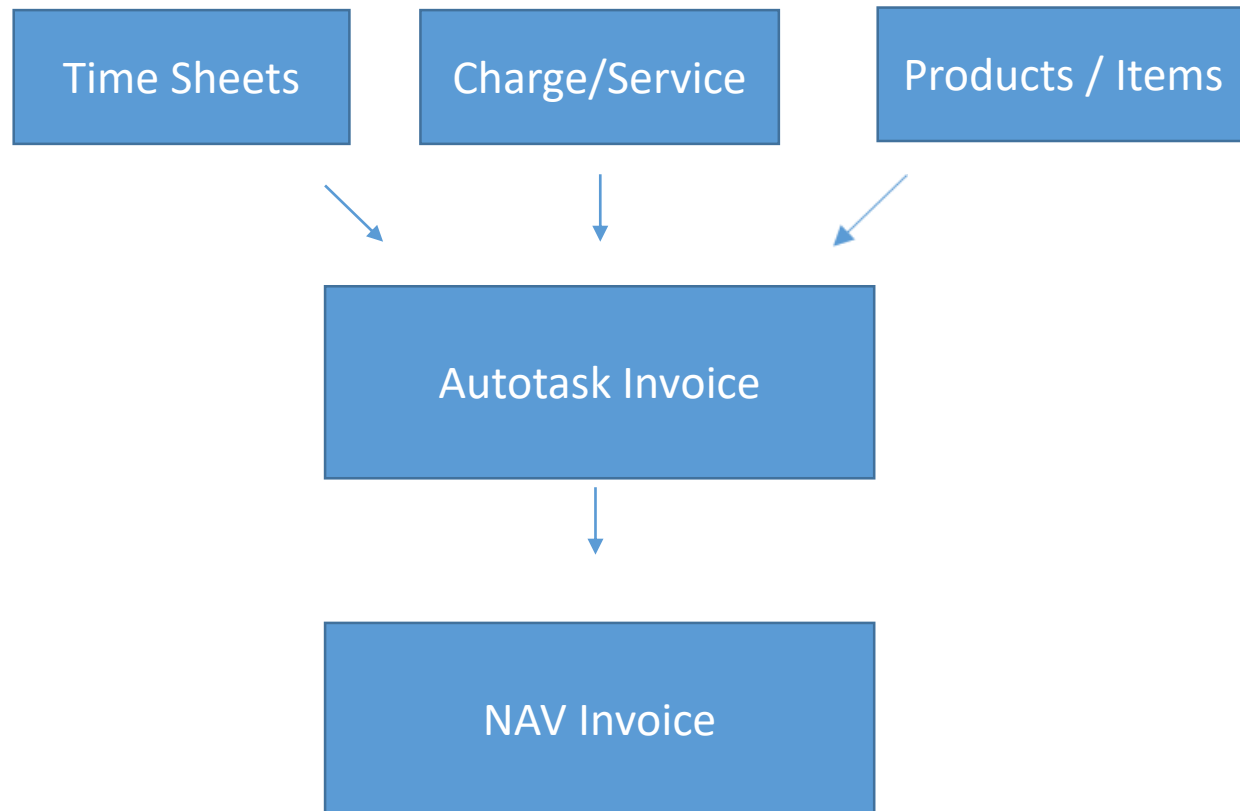 Time Sheets
Charge/Service
Products / Items
Autotask Invoice
NAV Invoice